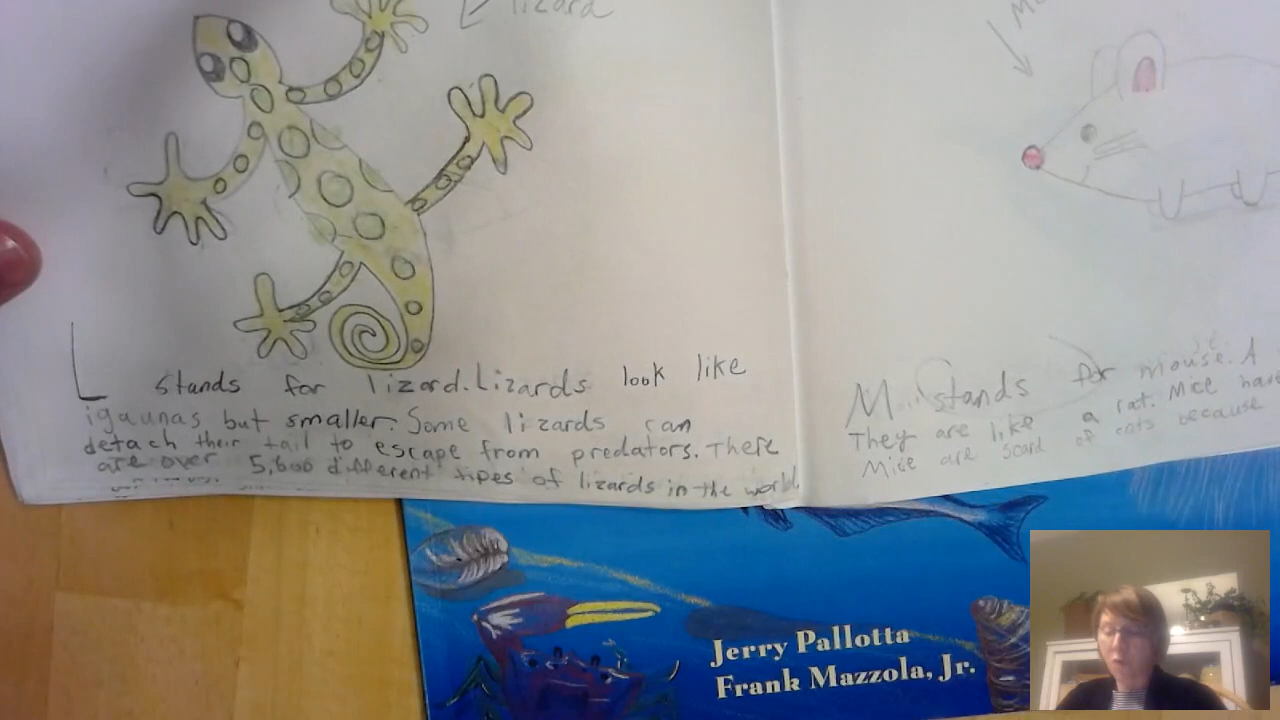 lizard
L stands for lizard. Lizards look like
igaunas but smaller. Some lizards can
detach their tail to escape from predators. There
are over 5,600 different tipes of lizards in the world.
M stands for mouse. A
They are like a rat. Mice have
Mice are scard of cats because
Jerry Pallotta
Frank Mazzola, Jr.